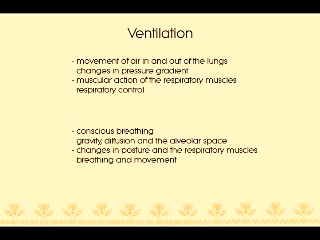 Ventilation
- movement of air in and out of the lungs
changes in pressure gradient
- muscular action of the respiratory muscles
respiratory control
- conscious breathing
gravity, diffusion and the alveolar space
- changes in posture and the respiratory muscles
breathing and movement